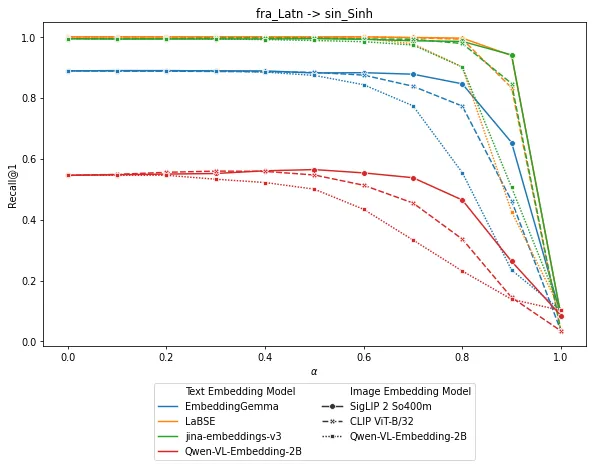 fra_Latn -> sin_Sinh
Recall@1
1.0
0.8
0.6
0.4
0.2
0.0
0.0 0.2 0.4 0.6 0.8 1.0
α
Text Embedding Model Image Embedding Model
EmbeddingGemma SigLIP 2 So400m
LaBSE CLIP ViT-B/32
jina-embeddings-v3 Qwen-VL-Embedding-2B
Qwen-VL-Embedding-2B